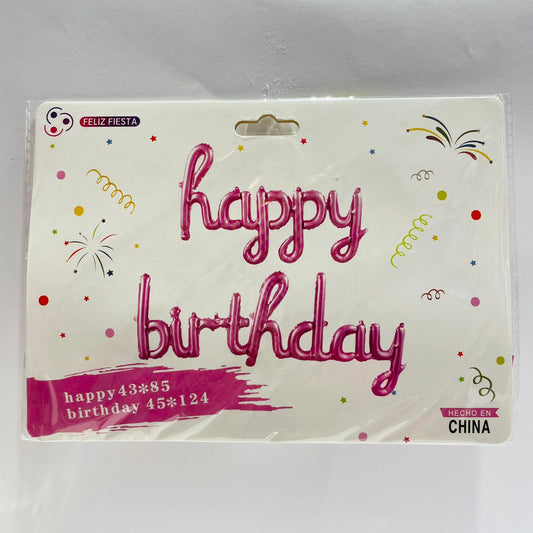 FELIZ FIESTA
happy
birthday
happy43*85
birthday 45*124
HECHO EN
CHINA